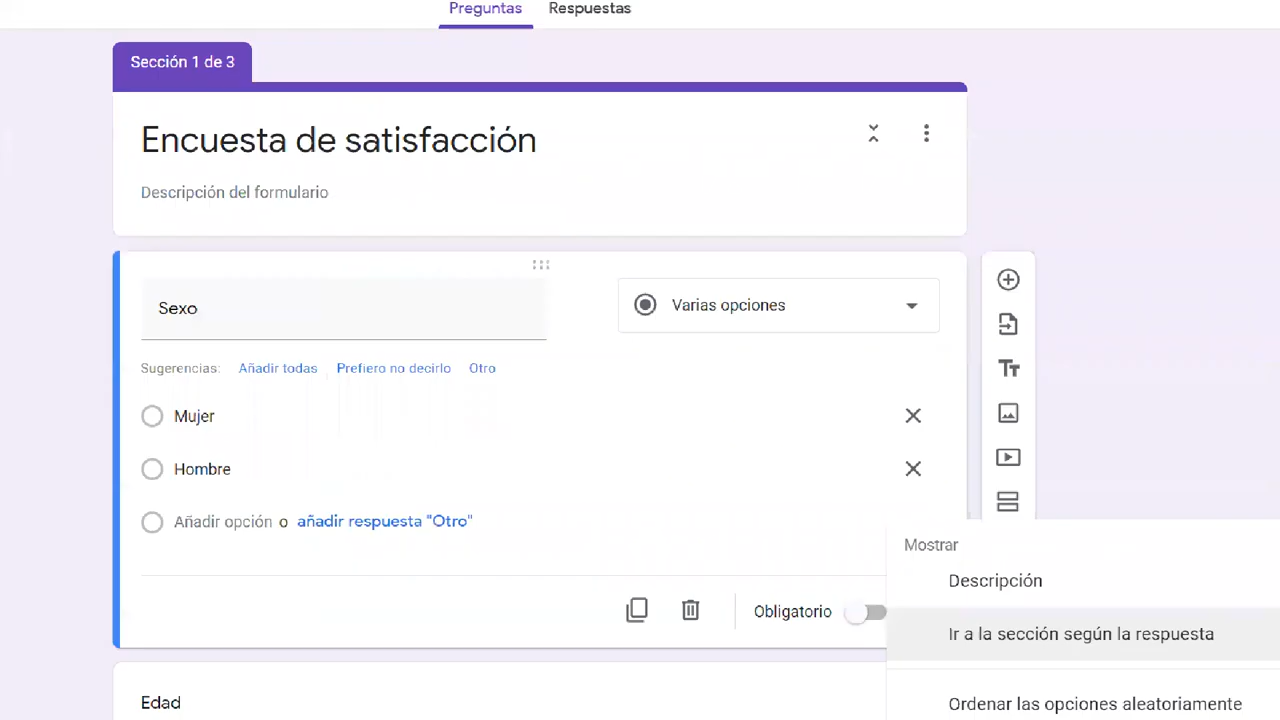 Preguntas Respuestas
Sección 1 de 3
Encuesta de satisfacción
Descripción del formulario
Sexo
Varias opciones
Sugerencias: Añadir todas Prefiero no decirlo Otro
Mujer
Hombre
Añadir opción o añadir respuesta "Otro"
Mostrar
Descripción
Obligatorio
Ir a la sección según la respuesta
Edad
Ordenar las opciones aleatoriamente